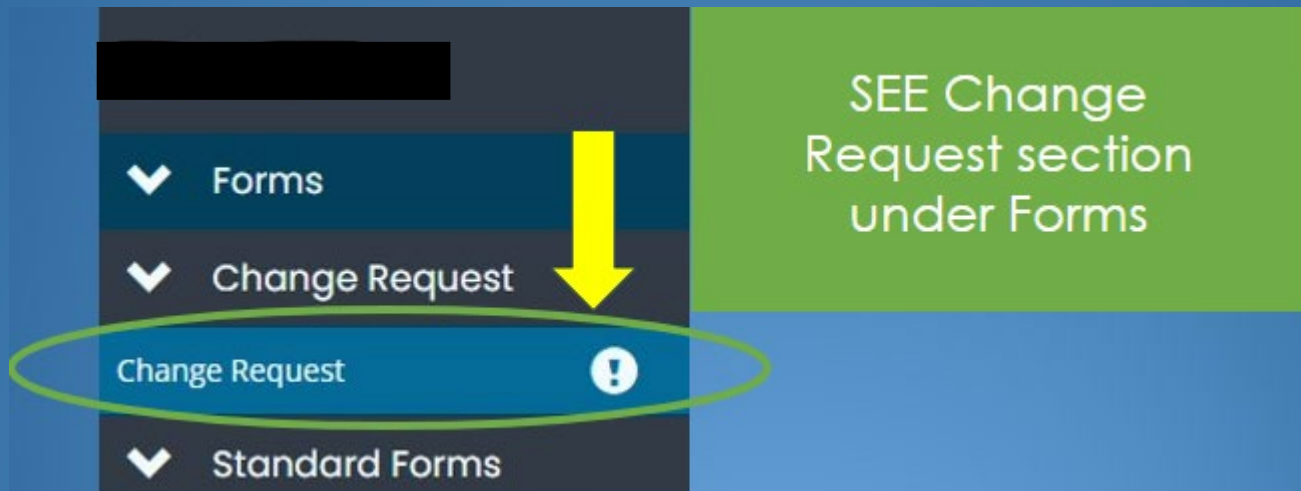 Forms
Change Request
Change Request
Standard Forms
SEE Change
Request section
under Forms